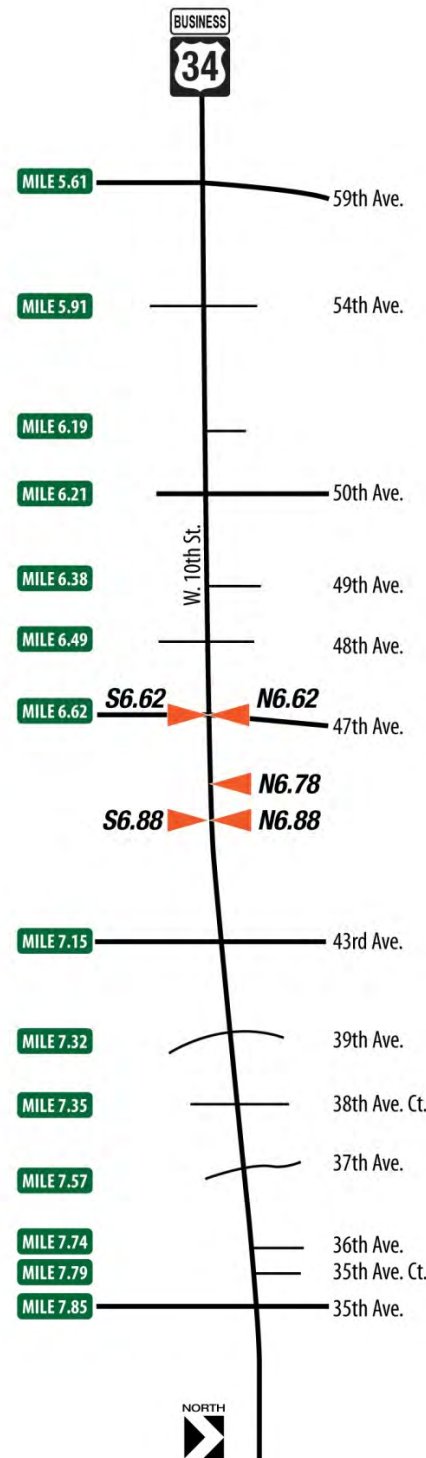 BUSINESS
34
MILE 5.61
59th Ave.
MILE 5.91
54th Ave.
MILE 6.19
MILE 6.21
50th Ave.
W. 10th St.
MILE 6.38
49th Ave.
MILE 6.49
48th Ave.
MILE 6.62
S6.62
N6.62
47th Ave.
N6.78
S6.88
N6.88
MILE 7.15
43rd Ave.
MILE 7.32
39th Ave.
MILE 7.35
38th Ave. Ct.
MILE 7.57
37th Ave.
MILE 7.74
36th Ave.
MILE 7.79
35th Ave. Ct.
MILE 7.85
35th Ave.
NORTH